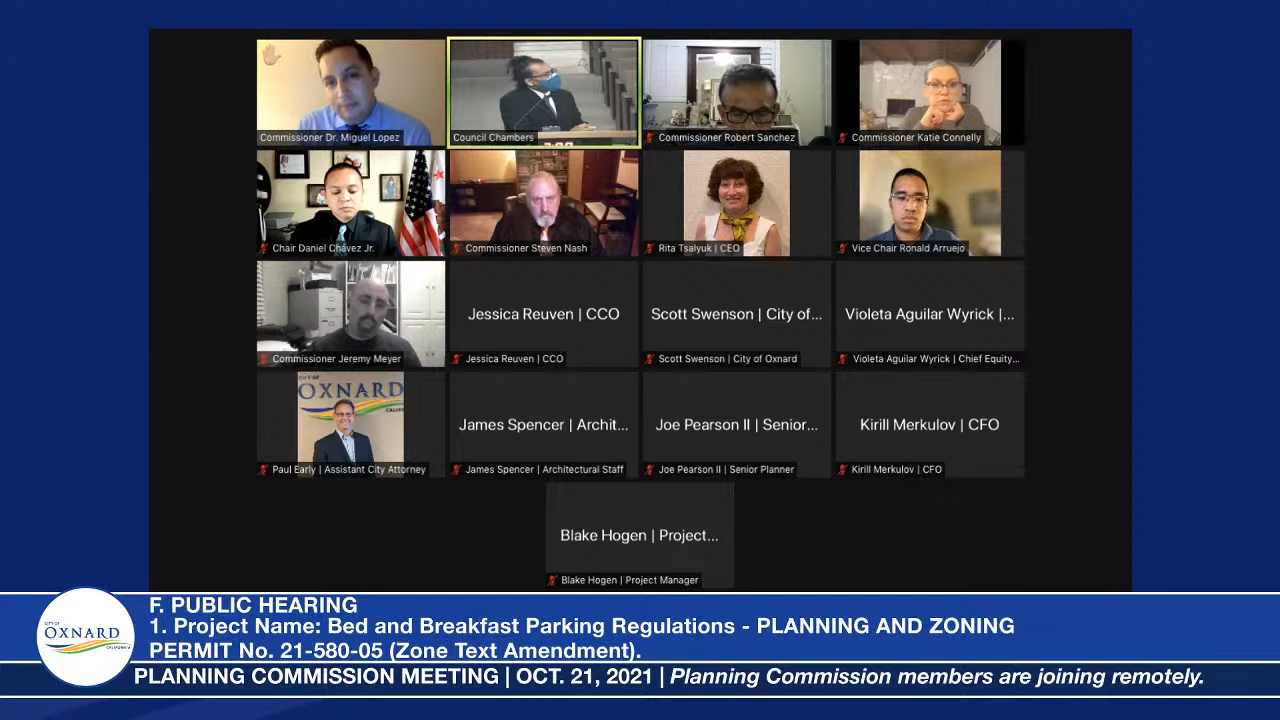 Commissioner Dr. Miguel Lopez
Council Chambers
Commissioner Robert Sanchez
Commissioner Katie Connelly
Chair Daniel Chávez Jr.
Commissioner Steven Nash
Rita Tsalyuk | CEO
Vice Chair Ronald Arruejo
Jessica Reuven | CCO
Scott Swenson | City of...
Violeta Aguilar Wyrick |...
Commissioner Jeremy Meyer
Jessica Reuven | CCO
Scott Swenson | City of Oxnard
Violeta Aguilar Wyrick | Chief Equity...
OXNARD
James Spencer | Archit...
Joe Pearson II | Senior...
Kirill Merkulov | CFO
Paul Early | Assistant City Attorney
James Spencer | Architectural Staff
Joe Pearson II | Senior Planner
Kirill Merkulov | CFO
Blake Hogen | Project...
Blake Hogen | Project Manager
CITY OF
OXNARD
CALIFORNIA
F. PUBLIC HEARING
1. Project Name: Bed and Breakfast Parking Regulations - PLANNING AND ZONING
PERMIT No. 21-580-05 (Zone Text Amendment).
PLANNING COMMISSION MEETING | OCT. 21, 2021 | Planning Commission members are joining remotely.